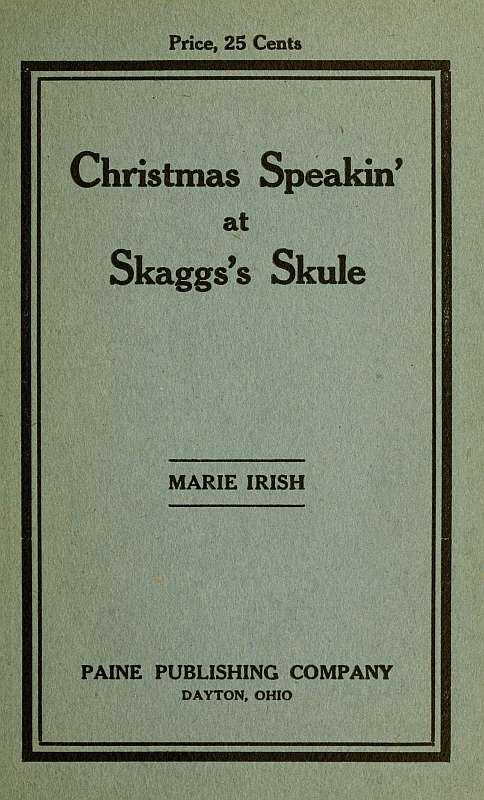 Price, 25 Cents
Christmas Speakin'
at
Skaggs's Skule
MARIE IRISH
PAINE PUBLISHING COMPANY
DAYTON, OHIO